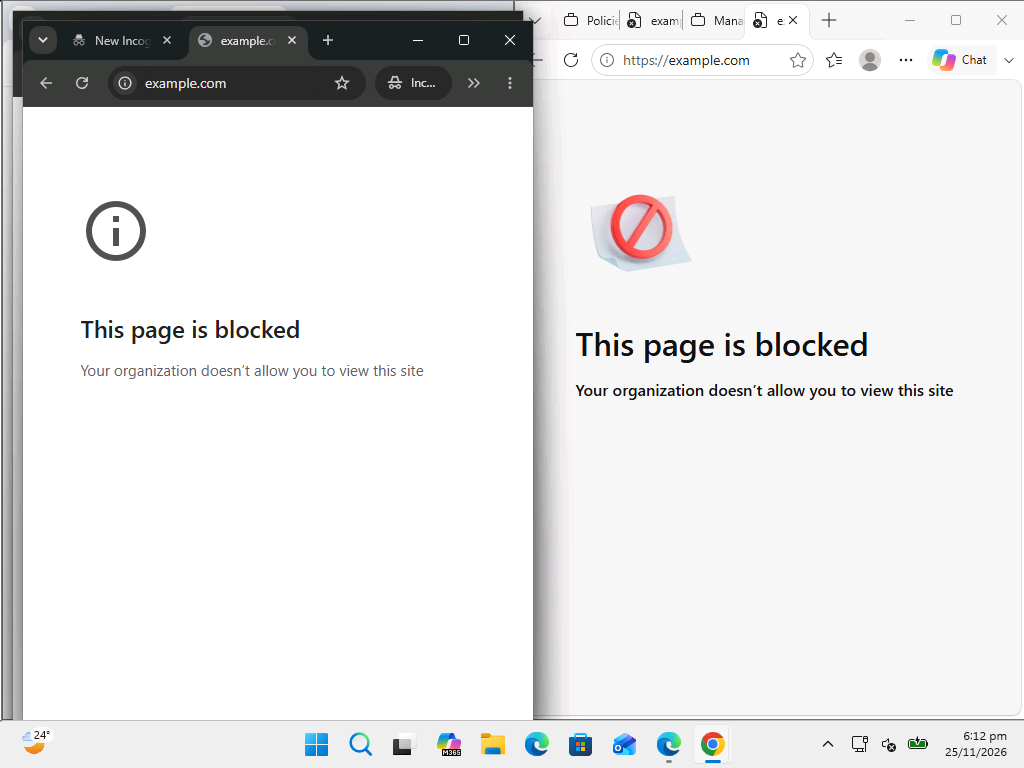 New Incog
example.c
example.com
Inc...
This page is blocked
Your organization doesn't allow you to view this site
Policie
examp
Mana
e
https://example.com
Chat
This page is blocked
Your organization doesn't allow you to view this site
24°
M365
6:12 pm
25/11/2026